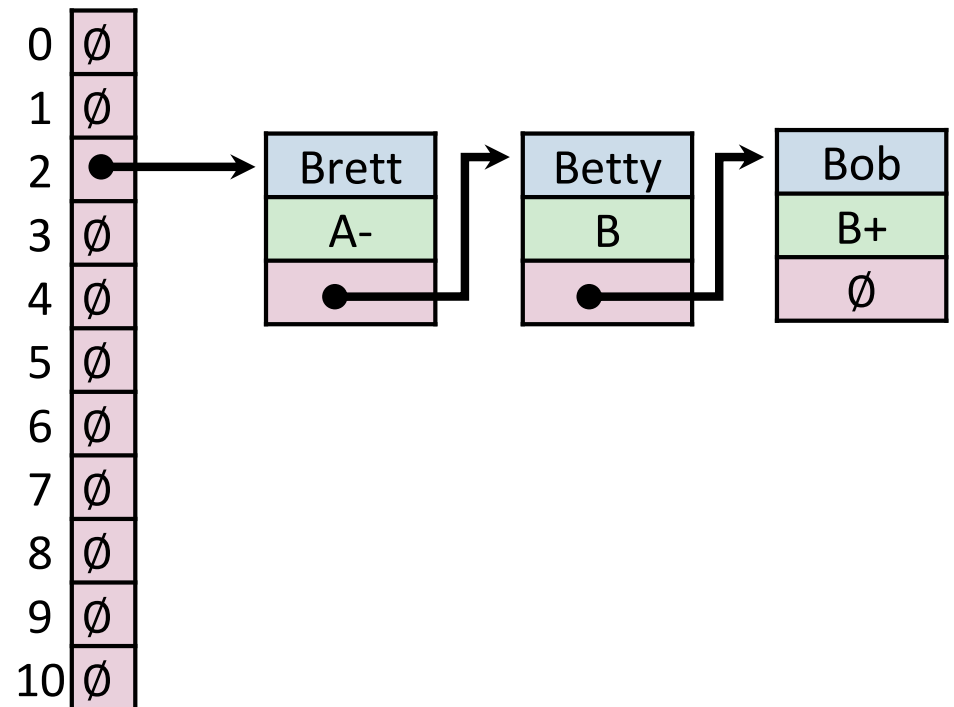 0 Ø
1 Ø
2
3 Ø
4 Ø
5 Ø
6 Ø
7 Ø
8 Ø
9 Ø
10 Ø
Brett
A-
Betty
B
Bob
B+
Ø